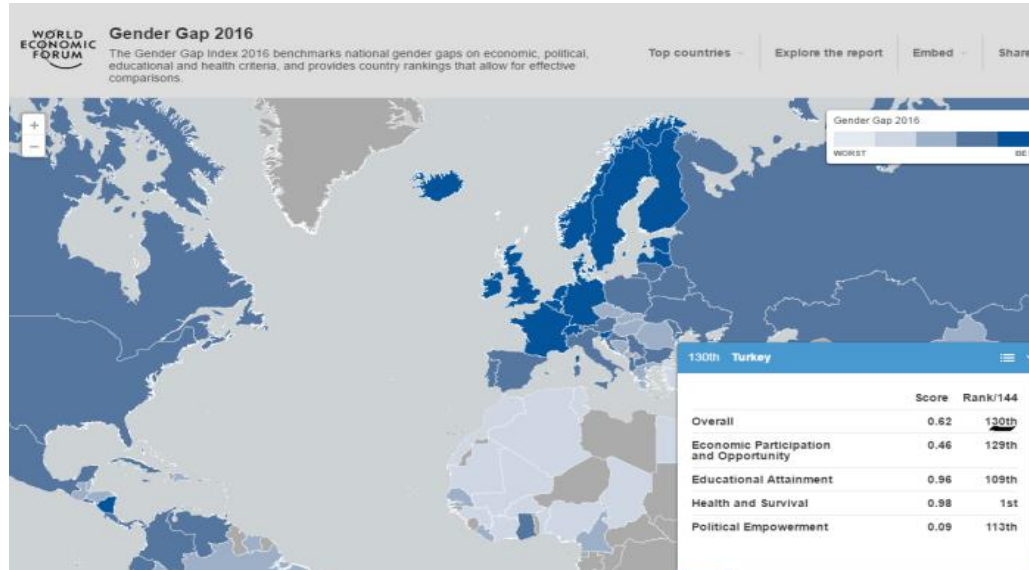 WORLD
ECONOMIC
FORUM
Gender Gap 2016
The Gender Gap Index 2016 benchmarks national gender gaps on economic, political,
educational and health criteria, and provides country rankings that allow for effective
comparisons.
Top countries Explore the report Embed Share
+
−
Gender Gap 2016
WORST BES
130th Turkey
Score Rank/144
Overall 0.62 130th
Economic Participation
and Opportunity 0.46 129th
Educational Attainment 0.96 109th
Health and Survival 0.98 1st
Political Empowerment 0.09 113th